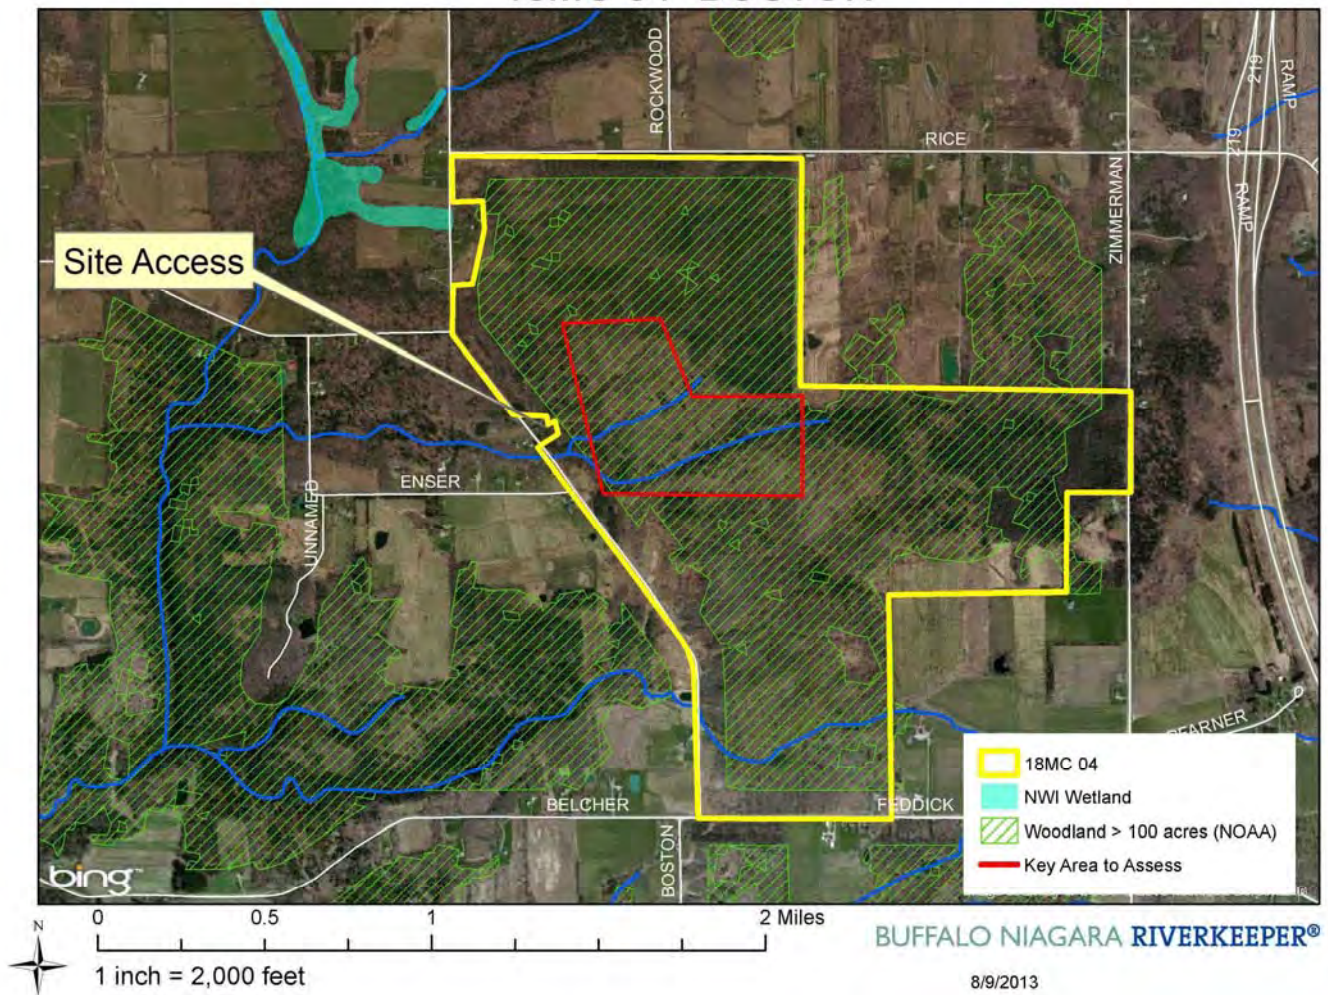 ROCKWOOD
RICE
219
RAMP
219
RAMP
ZIMMERMAN
Site Access
ENSER
UNNAMED
PFARNER
BELCHER
FEDDICK
BOSTON
bing
18MC 04
NWI Wetland
Woodland > 100 acres (NOAA)
Key Area to Assess
N
0 0.5 1 2 Miles
1 inch = 2,000 feet
BUFFALO NIAGARA RIVERKEEPER®
8/9/2013